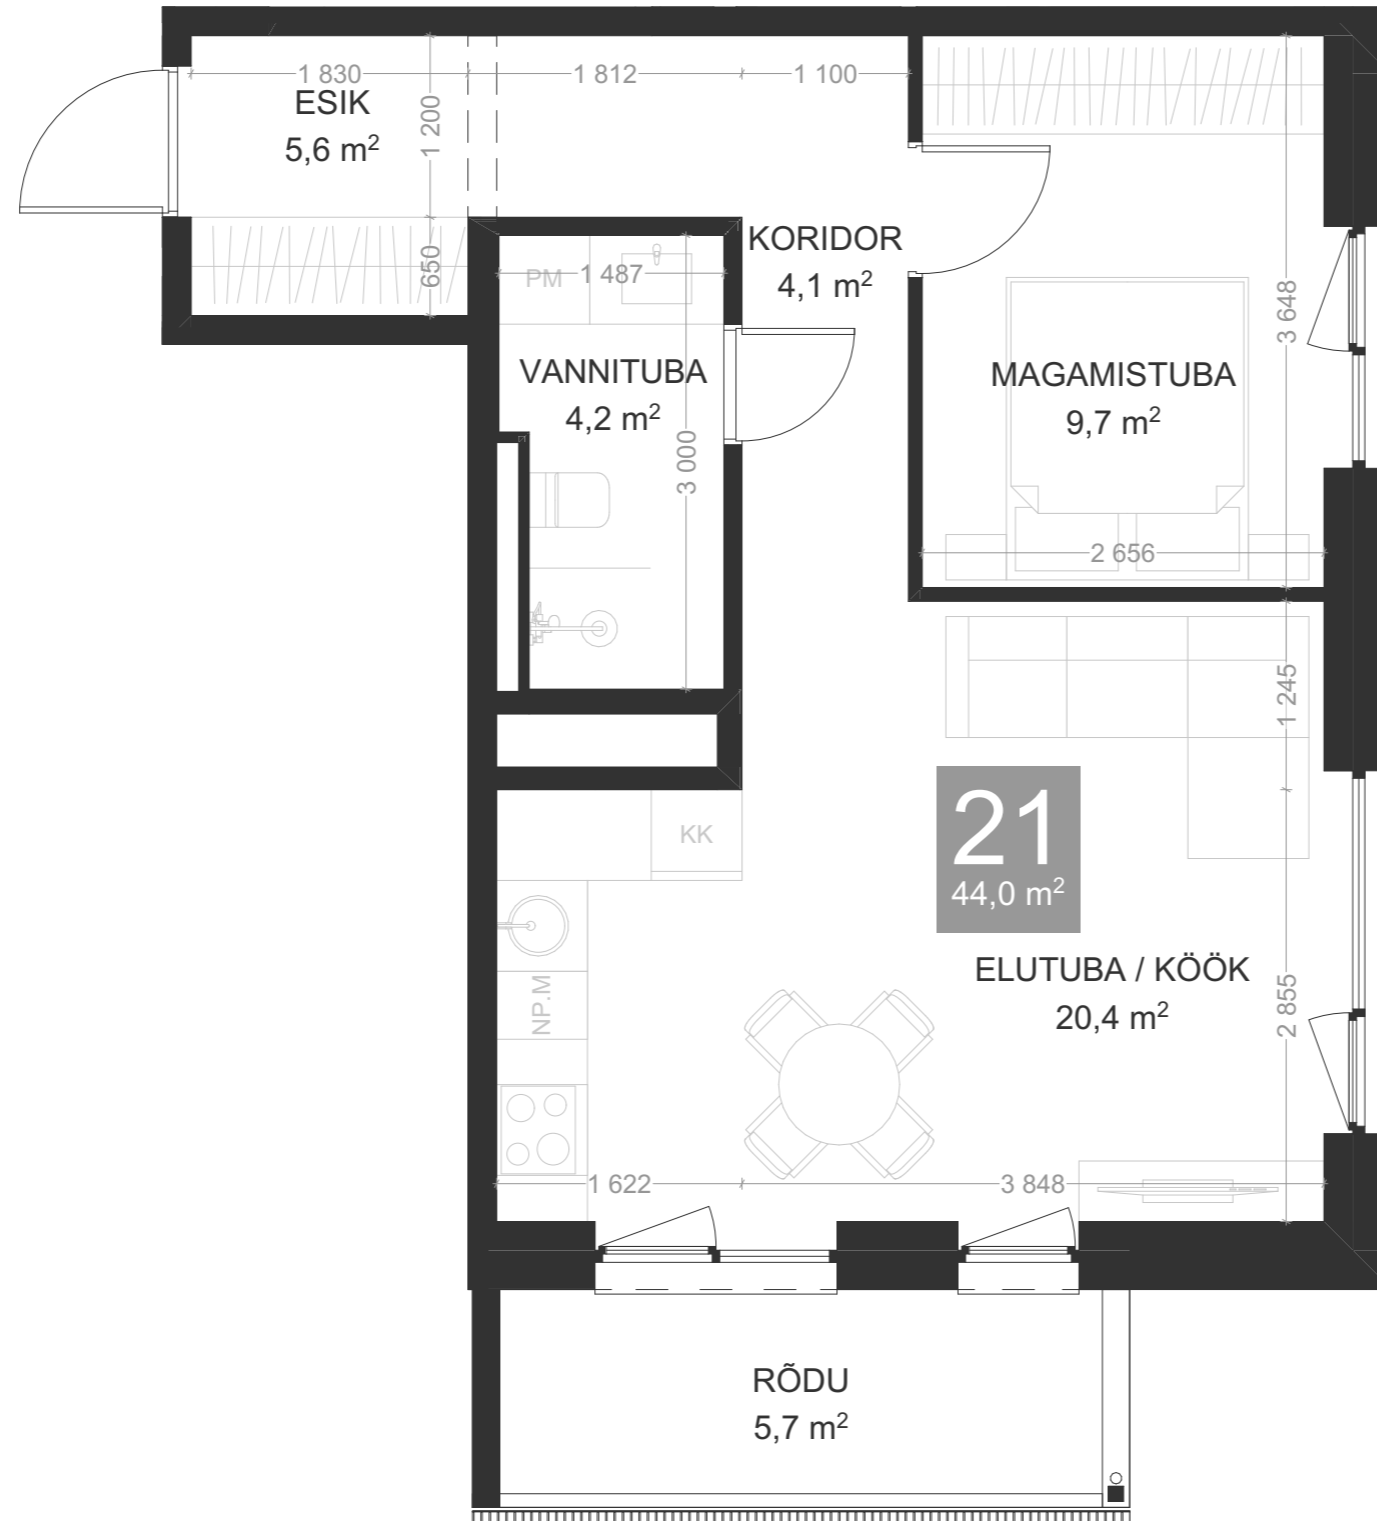 1 830
1 812
1 100
ESIK
5,6 m²
1 200
650
KORIDOR
4,1 m²
PM
1 487
3 648
VANNITUBA
4,2 m²
MAGAMISTUBA
9,7 m²
3 000
2 656
1 245
21
44,0 m²
KK
ELUTUBA / KÖÖK
20,4 m²
NP.M
2 855
1 622
3 848
RÕDU
5,7 m²